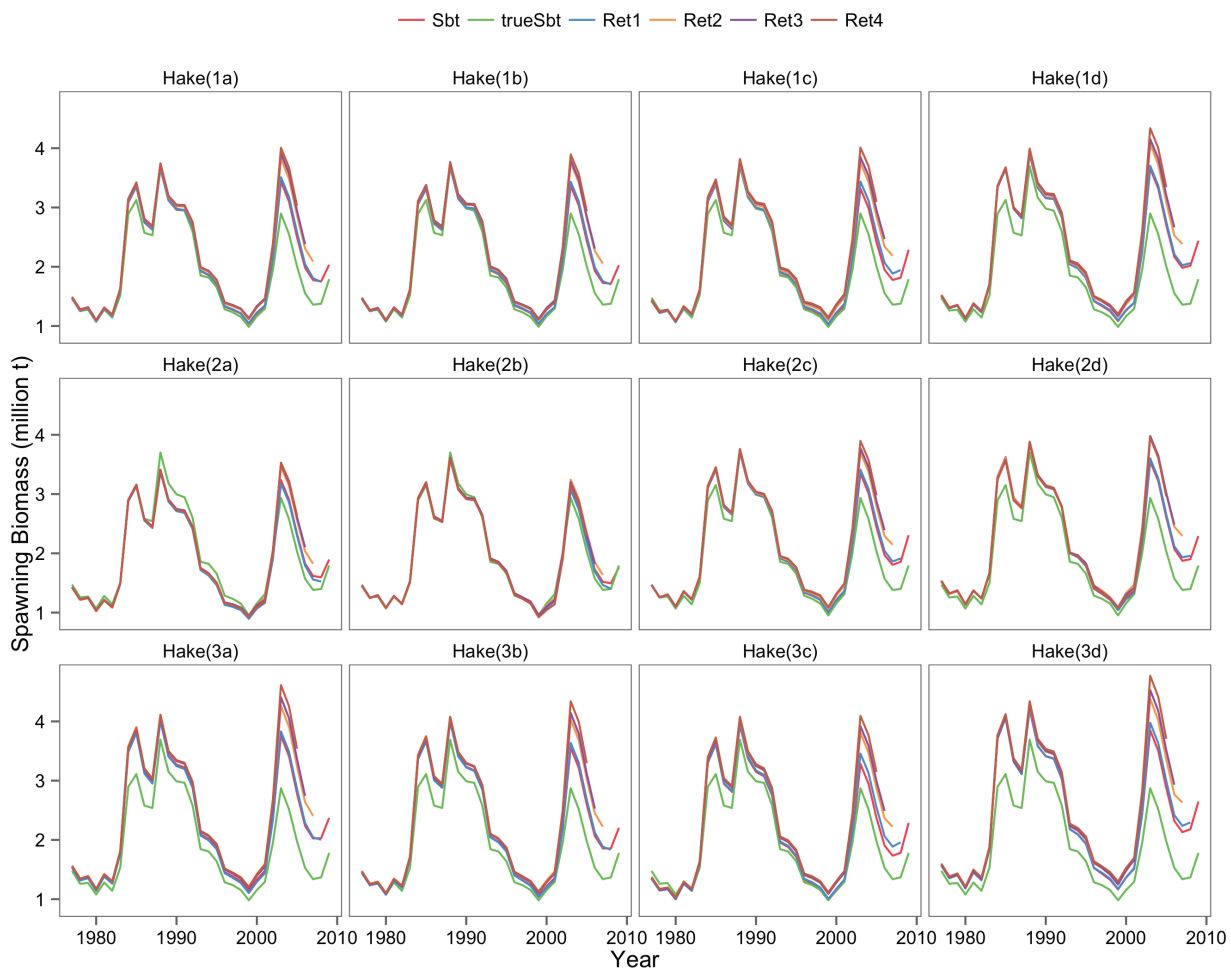 Sbt trueSbt Ret1 Ret2 Ret3 Ret4
Hake(1a) Hake(1b) Hake(1c) Hake(1d)
4
3
2
1
Hake(2a) Hake(2b) Hake(2c) Hake(2d)
4
3
2
1
Spawning Biomass (million t)
Hake(3a) Hake(3b) Hake(3c) Hake(3d)
4
3
2
1
1980 1990 2000 2010 1980 1990 2000 2010 1980 1990 2000 2010 1980 1990 2000 2010
Year